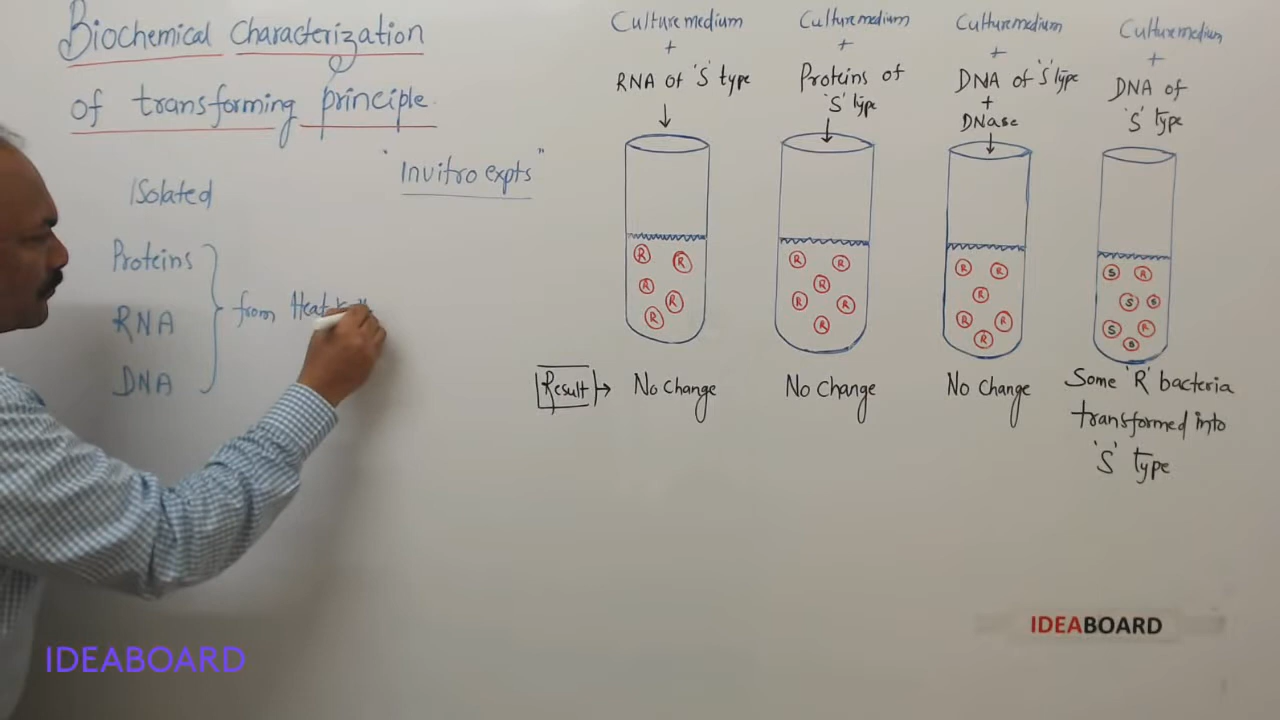 Biochemical Characterization
of transforming principle.
"Invitro expts"
Isolated
Proteins
RNA
DNA
from Heat
Culture medium
+
RNA of 'S' type
R
R
R
R
R
Culture medium
+
Proteins of
'S' type
R
R
R
R
R
R
Culture medium
+
DNA of 'S' type
+
DNase
R
R
R
R
R
R
Culture medium
+
DNA of
'S' type
S
R
S
S
S
R
S
Result
No Change
No Change
No Change
Some 'R' bacteria
transformed into
'S' type
IDEABOARD
IDEABOARD